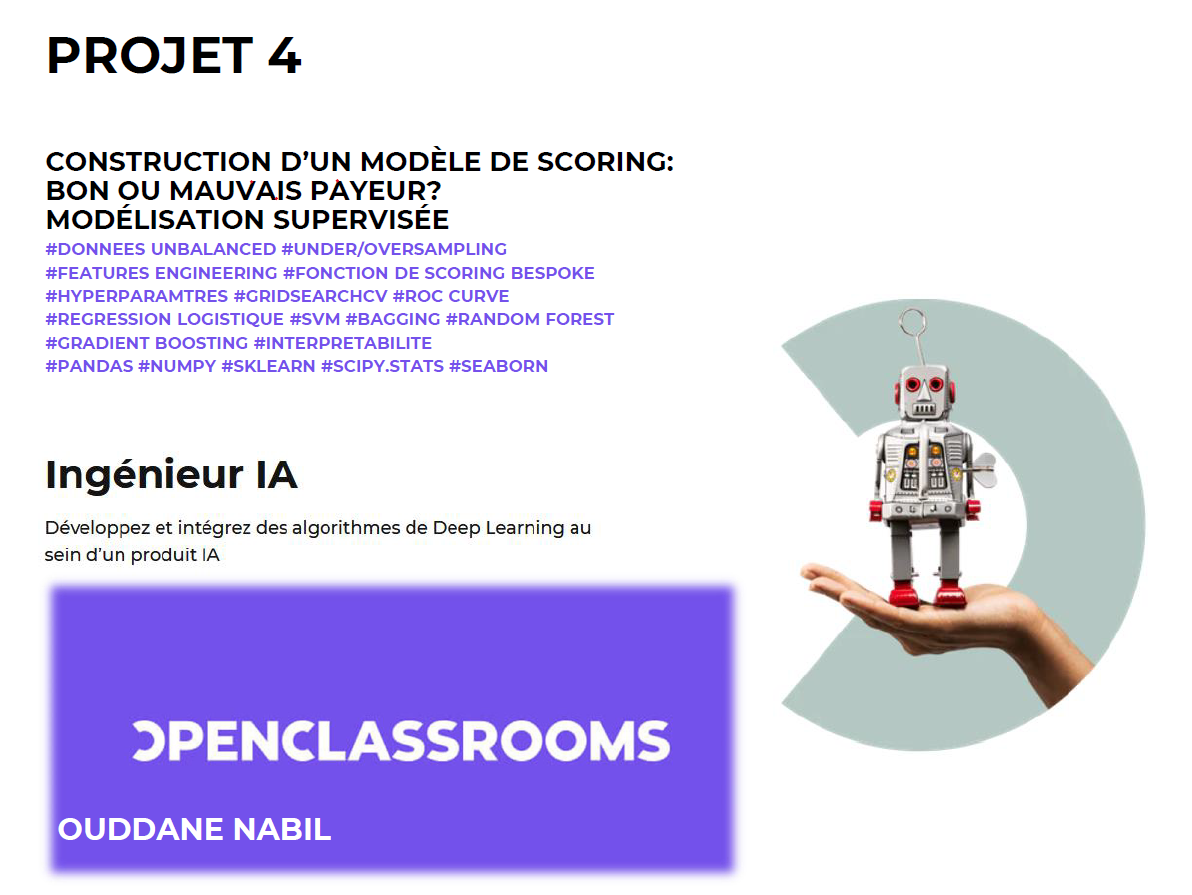 PROJET 4
CONSTRUCTION D’UN MODÈLE DE SCORING:
BON OU MAUVAIS PAYEUR?
MODÉLISATION SUPERVISÉE
#DONNEES UNBALANCED #UNDER/OVERSAMPLING
#FEATURES ENGINEERING #FONCTION DE SCORING BESPOKE
#HYPERPARAMTRES #GRIDSEARCHCV #ROC CURVE
#REGRESSION LOGISTIQUE #SVM #BAGGING #RANDOM FOREST
#GRADIENT BOOSTING #INTERPRETABILITE
#PANDAS #NUMPY #SKLEARN #SCIPY.STATS #SEABORN
Ingénieur IA
Développez et intégrez des algorithmes de Deep Learning au
sein d’un produit IA
OPENCLASSROOMS
OUDDANE NABIL